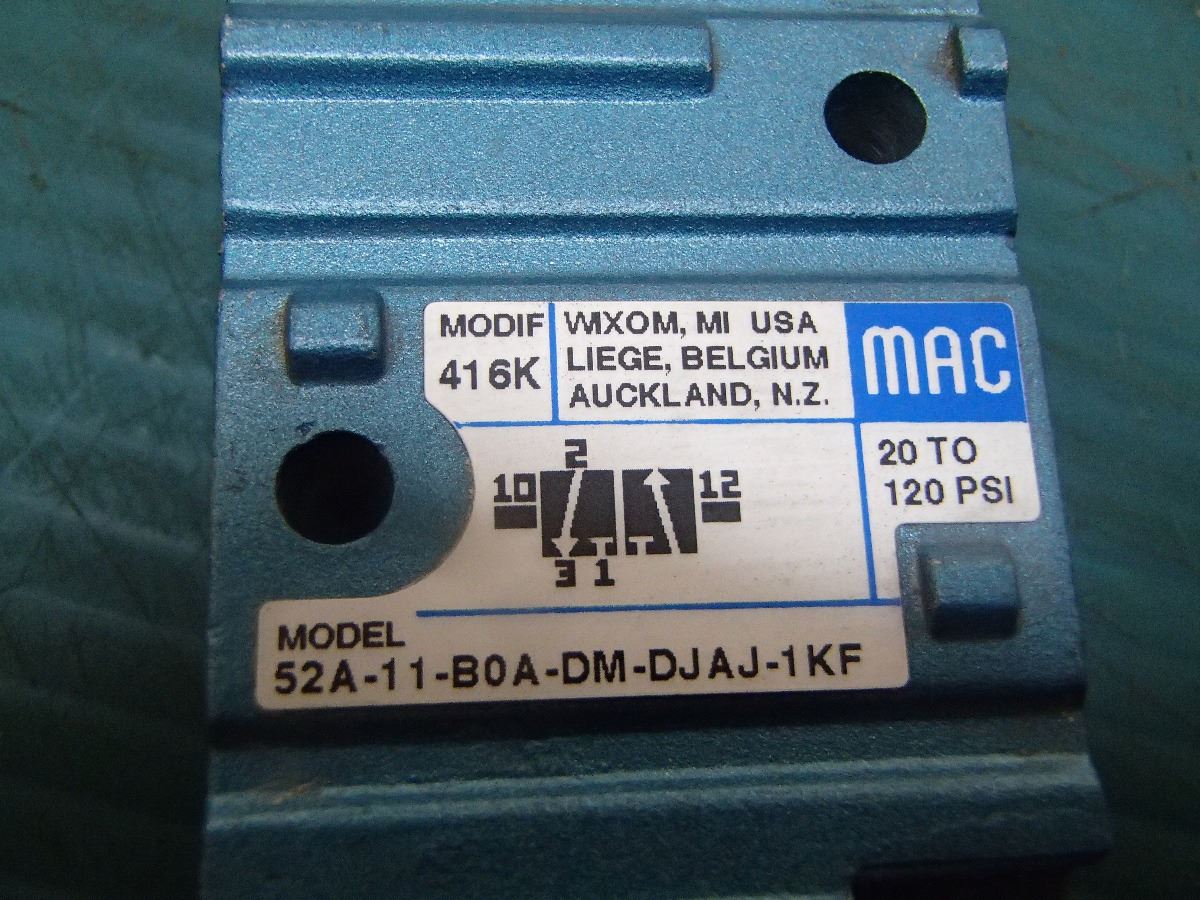 MODIF
416K
WIXOM, MI USA
LIEGE, BELGIUM
AUCKLAND, N.Z.
MAC
20 TO
120 PSI
2
10
12
3 1
MODEL
52A-11-B0A-DM-DJAJ-1KF